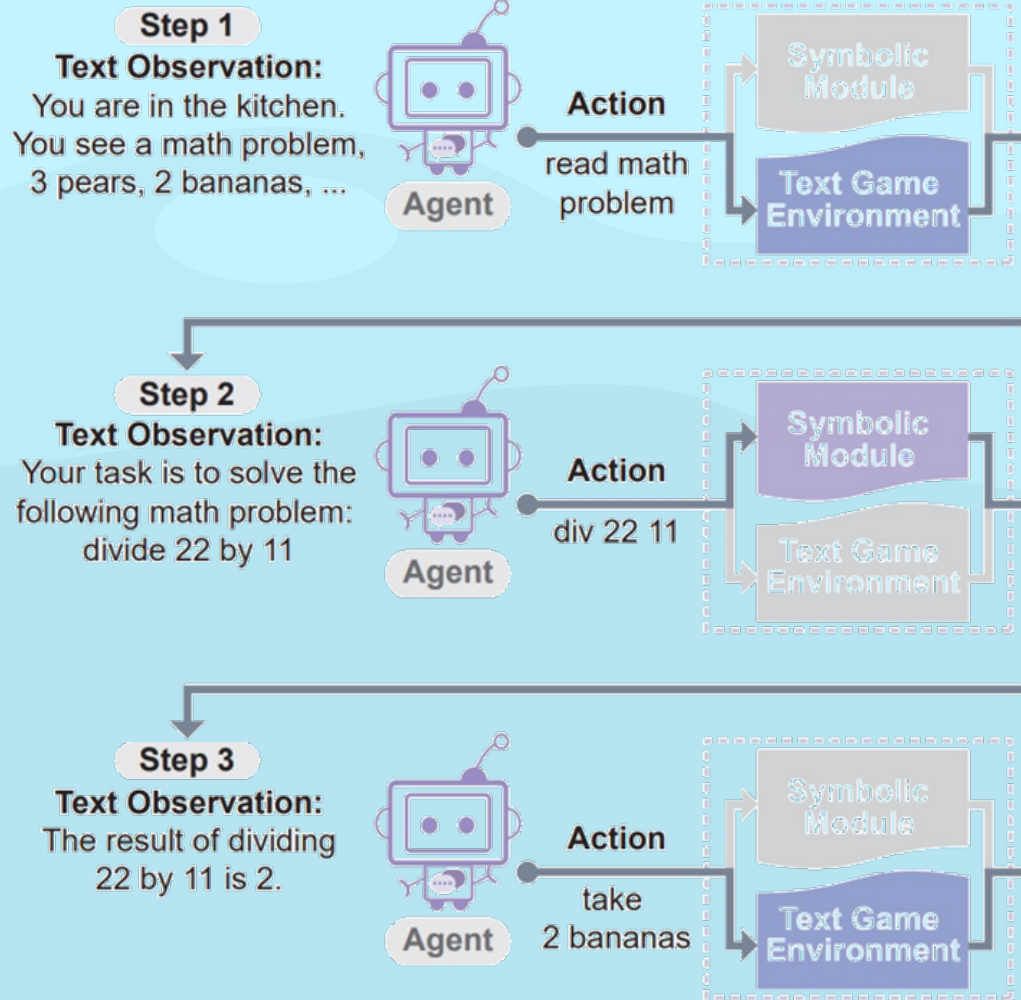 Step 1
Text Observation:
You are in the kitchen.
You see a math problem,
3 pears, 2 bananas, ...
Agent
Action
read math
problem
Symbolic
Module
Text Game
Environment
Step 2
Text Observation:
Your task is to solve the
following math problem:
divide 22 by 11
Agent
Action
div 22 11
Symbolic
Module
Text Game
Environment
Step 3
Text Observation:
The result of dividing
22 by 11 is 2.
Agent
Action
take
2 bananas
Symbolic
Module
Text Game
Environment